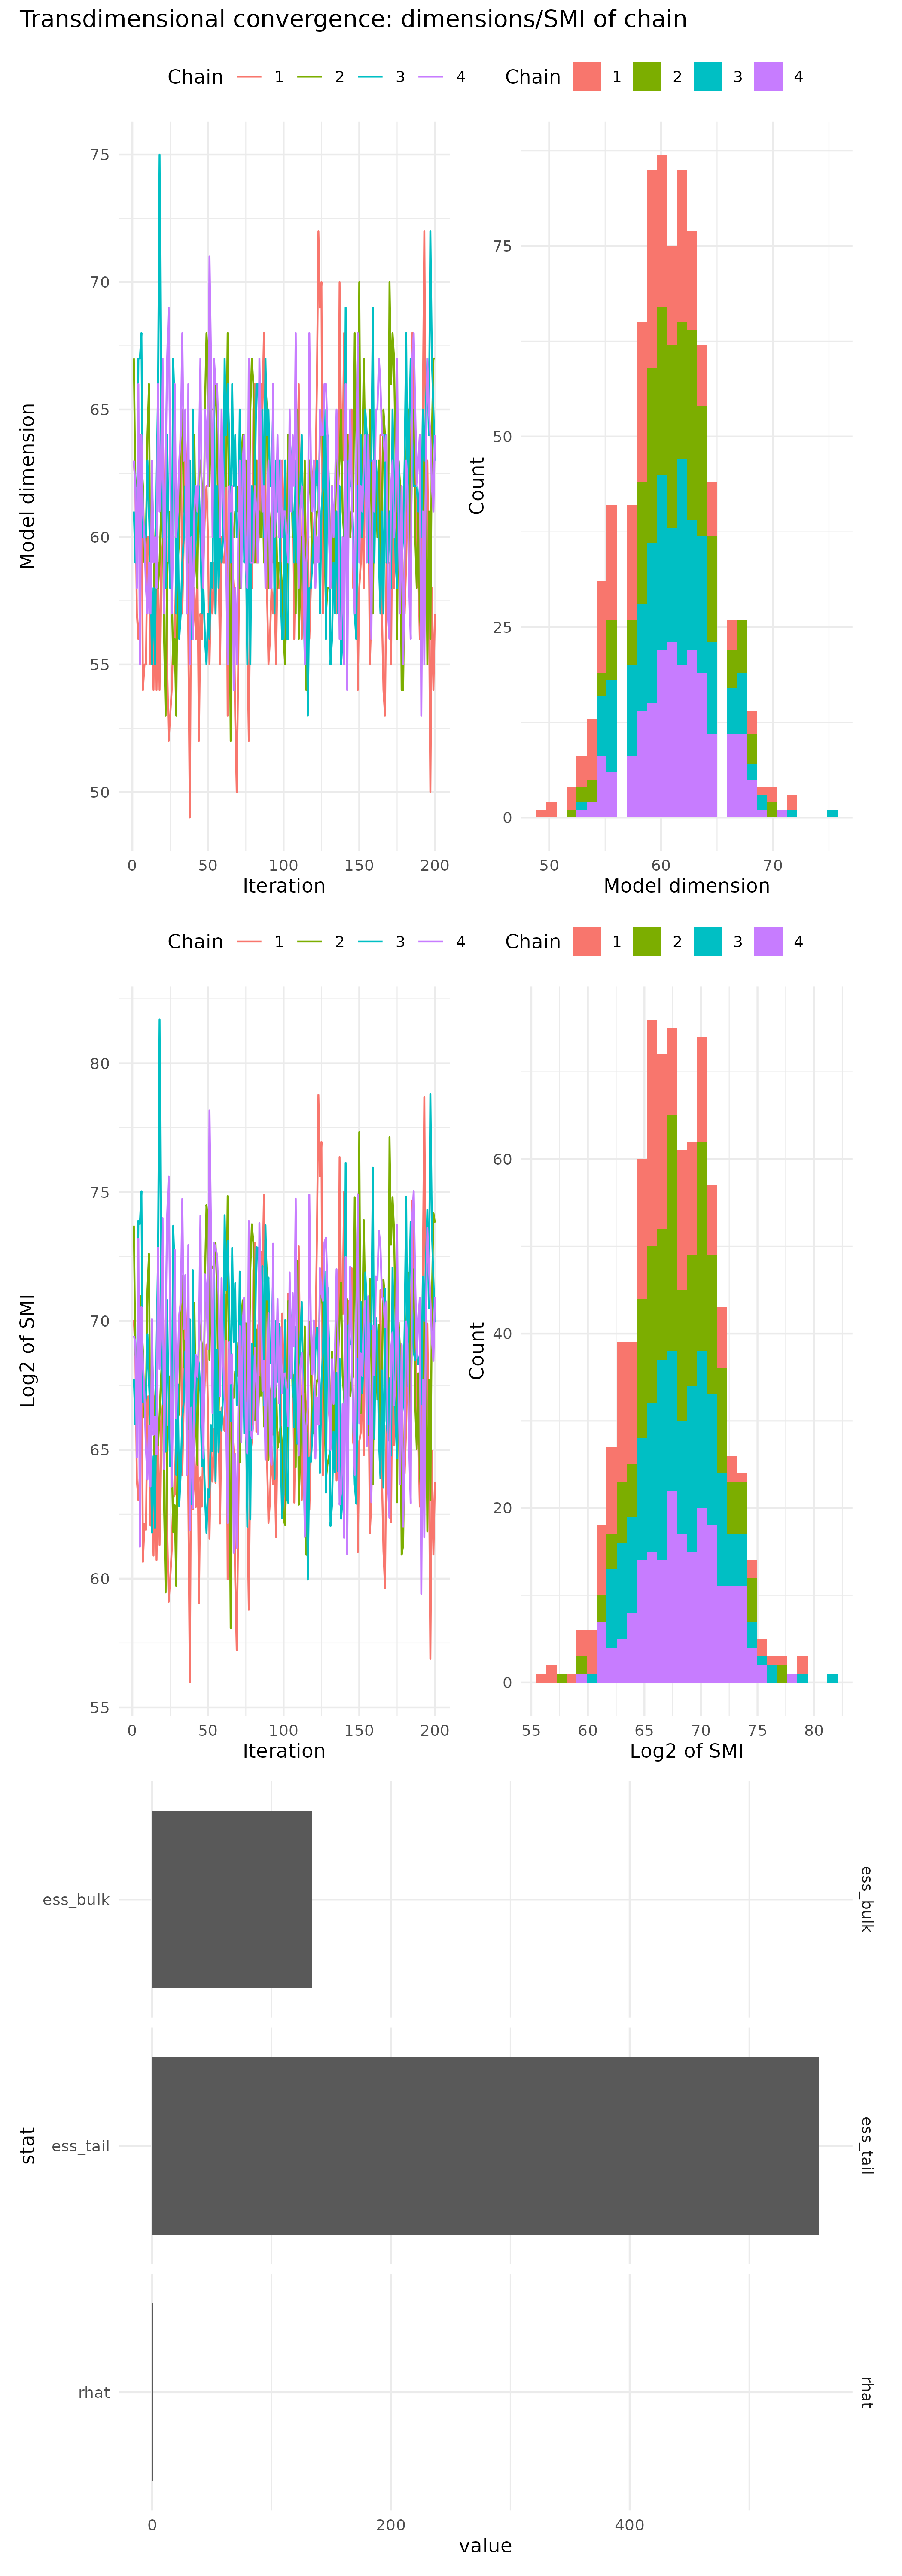 Transdimensional convergence: dimensions/SMI of chain
Chain 1 2 3 4
Chain 1 2 3 4
Model dimension
75
70
65
60
55
50
0 50 100 150 200
Iteration
Count
75
50
25
0
50 60 70
Model dimension
Chain 1 2 3 4
Chain 1 2 3 4
Log2 of SMI
80
75
70
65
60
55
0 50 100 150 200
Iteration
Count
60
40
20
0
55 60 65 70 75 80
Log2 of SMI
stat
ess_bulk
ess_bulk
ess_tail
ess_tail
rhat
rhat
0 200 400
value